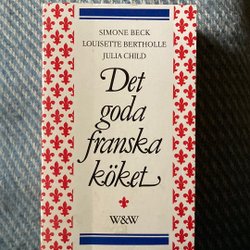 SIMONE BECK
LOUISETTE BERTHOLLE
JULIA CHILD
Det
goda
franska
köket
W&W